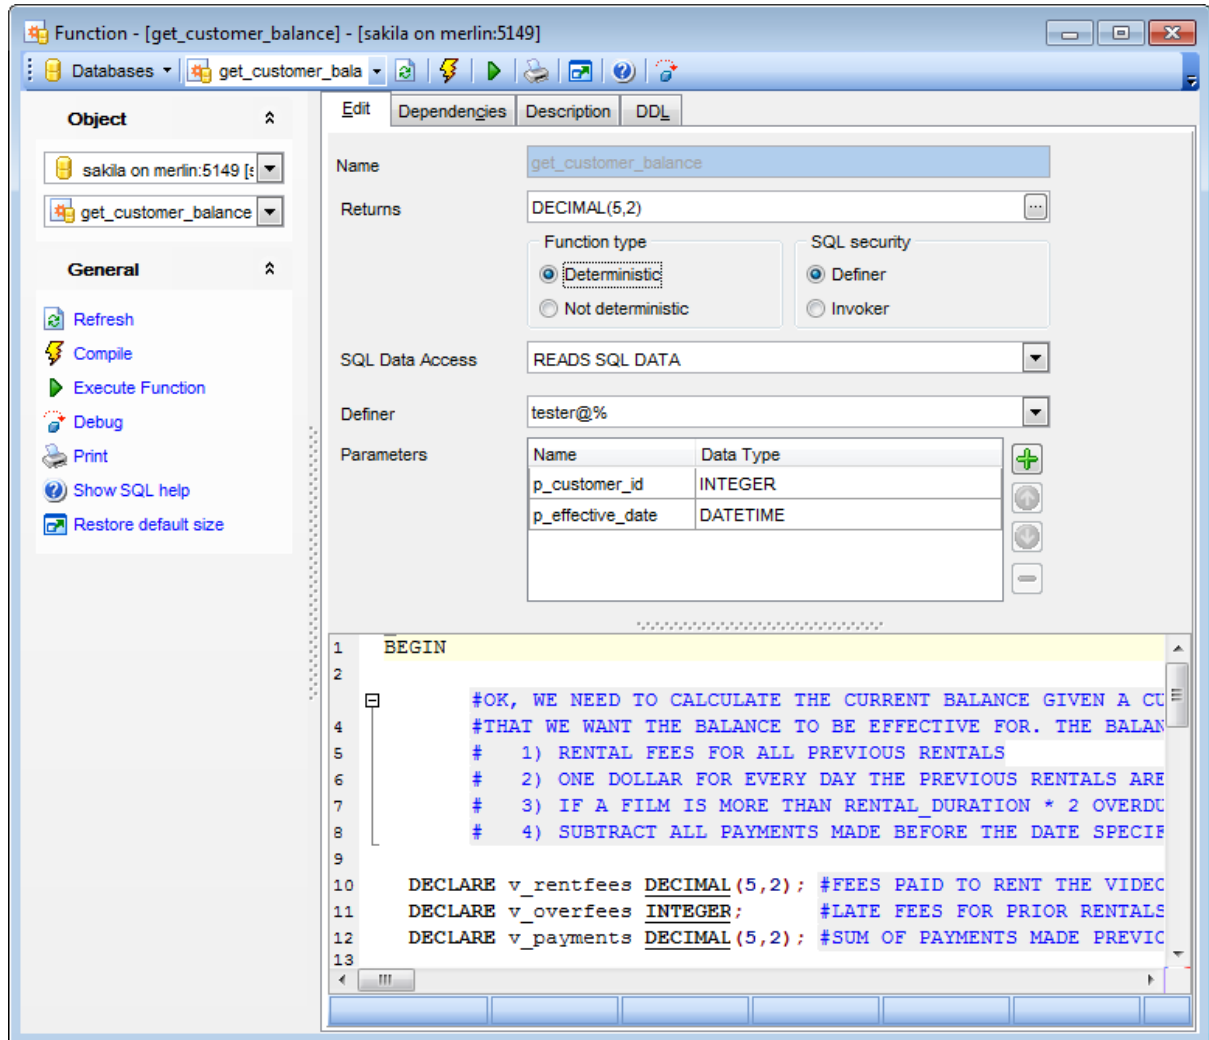 Function - [get_customer_balance] - [sakila on merlin:5149]
Databases get_customer_bala
Object
sakila on merlin:5149 [s
get_customer_balance
General
Refresh
Compile
Execute Function
Debug
Print
Show SQL help
Restore default size
Edit Dependencies Description DDL
Name get_customer_balance
Returns DECIMAL(5,2) ...
Function type SQL security
Deterministic Definer
Not deterministic Invoker
SQL Data Access READS SQL DATA
Definer tester@%
Parameters Name Data Type
p_customer_id INTEGER
p_effective_date DATETIME
1 BEGIN
2
#OK, WE NEED TO CALCULATE THE CURRENT BALANCE GIVEN A CU
4 #THAT WE WANT THE BALANCE TO BE EFFECTIVE FOR. THE BALAN
5 # 1) RENTAL FEES FOR ALL PREVIOUS RENTALS
6 # 2) ONE DOLLAR FOR EVERY DAY THE PREVIOUS RENTALS ARE
7 # 3) IF A FILM IS MORE THAN RENTAL_DURATION * 2 OVERDU
8 # 4) SUBTRACT ALL PAYMENTS MADE BEFORE THE DATE SPECIF
9
10 DECLARE v_rentfees DECIMAL(5,2); #FEES PAID TO RENT THE VIDEO
11 DECLARE v_overfees INTEGER; #LATE FEES FOR PRIOR RENTALS
12 DECLARE v_payments DECIMAL(5,2); #SUM OF PAYMENTS MADE PREVIO
13